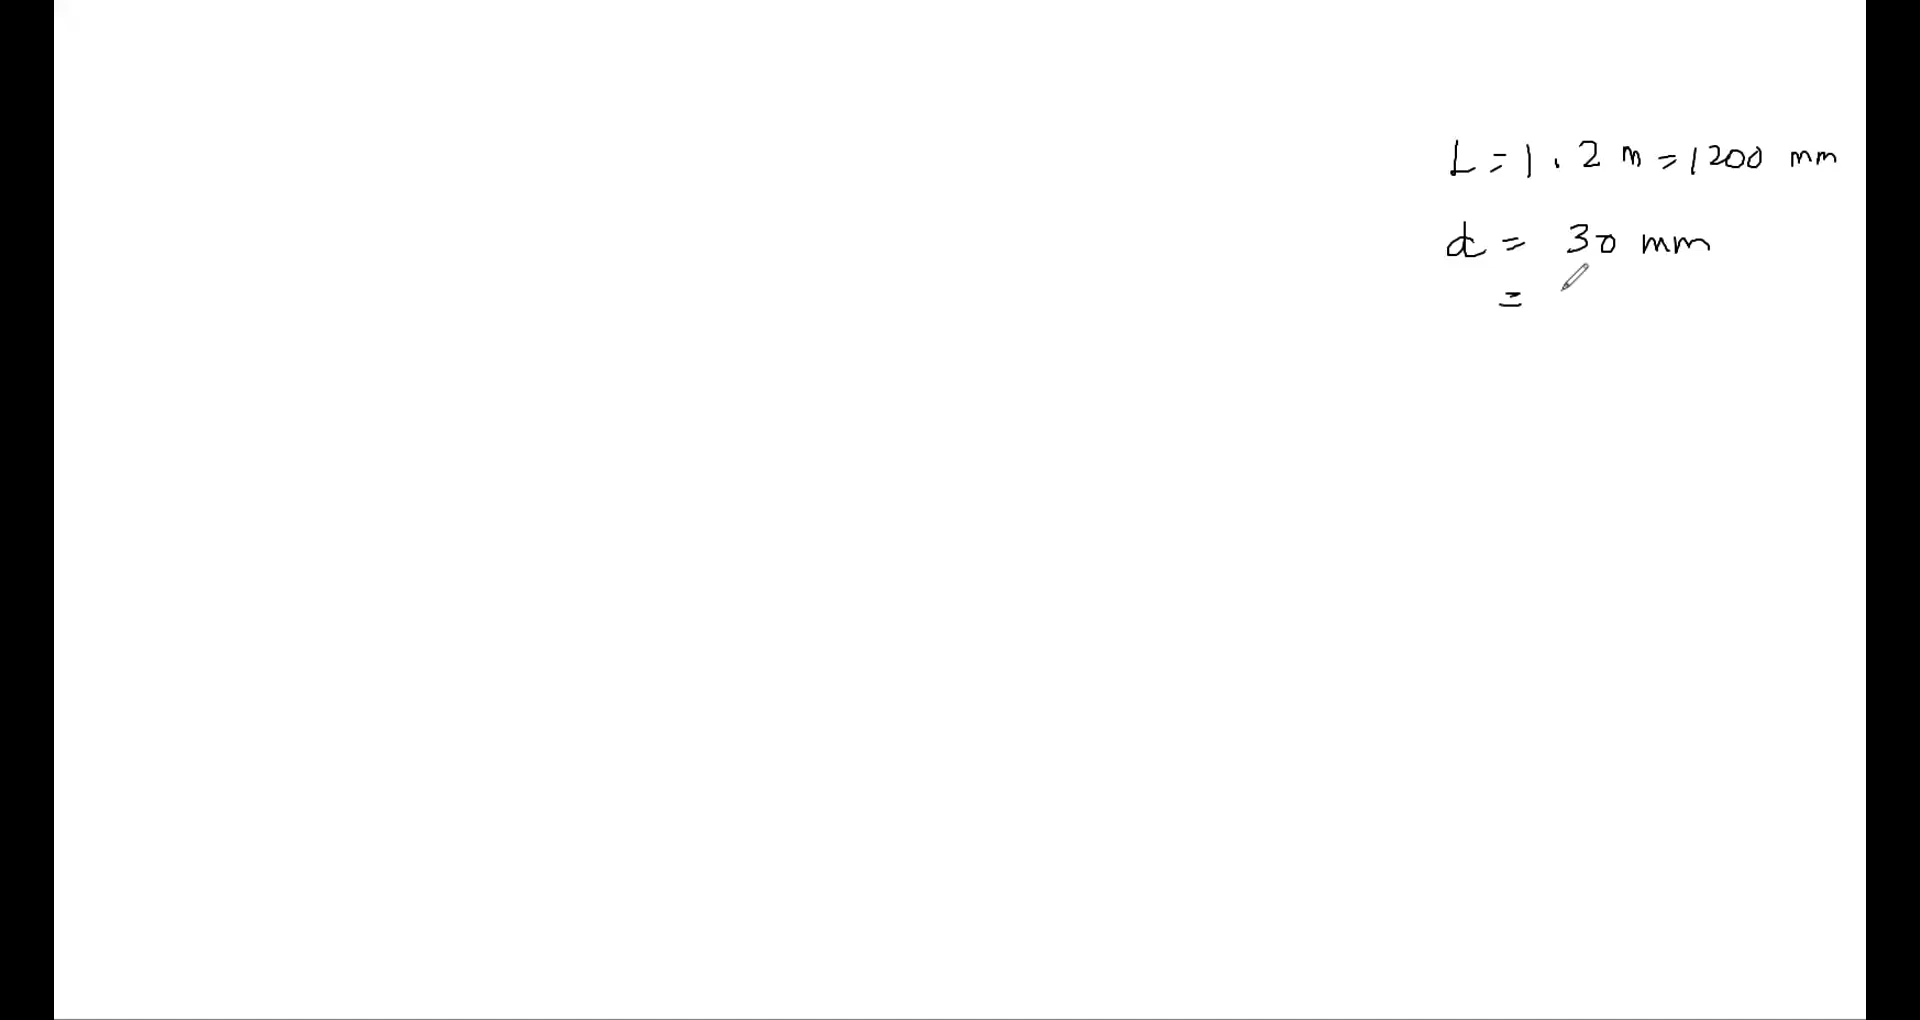 L = 1.2 m = 1200 mm
d = 30 mm
=